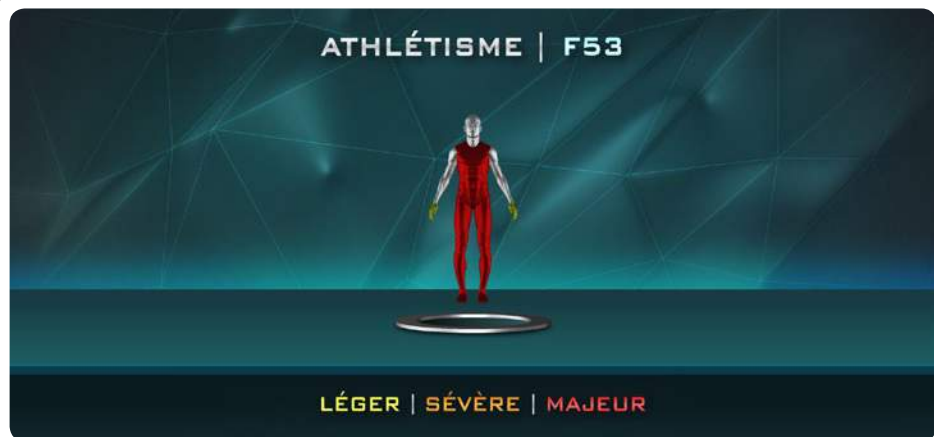 ATHLÉTISME | F53
LÉGER | SÉVÈRE | MAJEUR